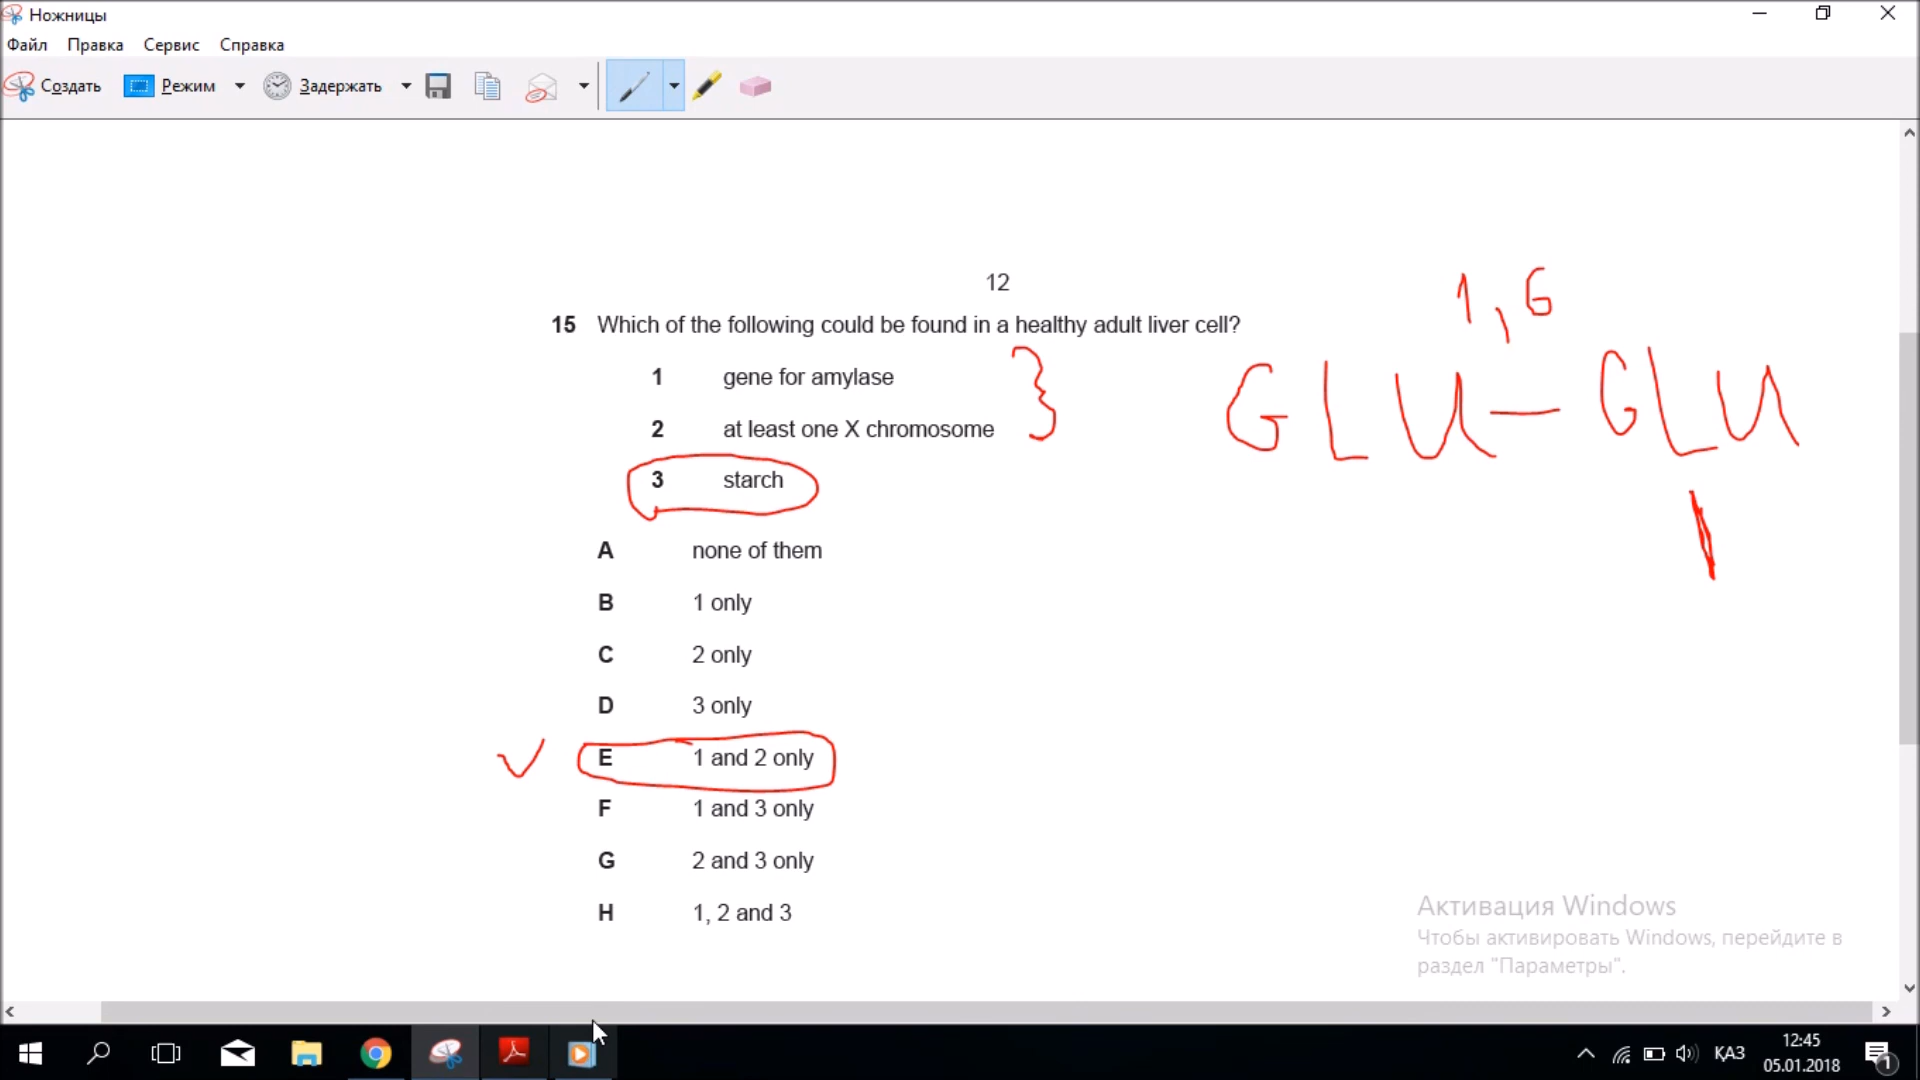 Ножницы
Файл Правка Сервис Справка
Создать Режим Задержать
12
15 Which of the following could be found in a healthy adult liver cell?
1 gene for amylase
2 at least one X chromosome
3 starch
A none of them
B 1 only
C 2 only
D 3 only
E 1 and 2 only
F 1 and 3 only
G 2 and 3 only
H 1, 2 and 3
1,6
GLU — GLU
Активация Windows
Чтобы активировать Windows, перейдите в
раздел "Параметры".
ҚАЗ
12:45
05.01.2018
1